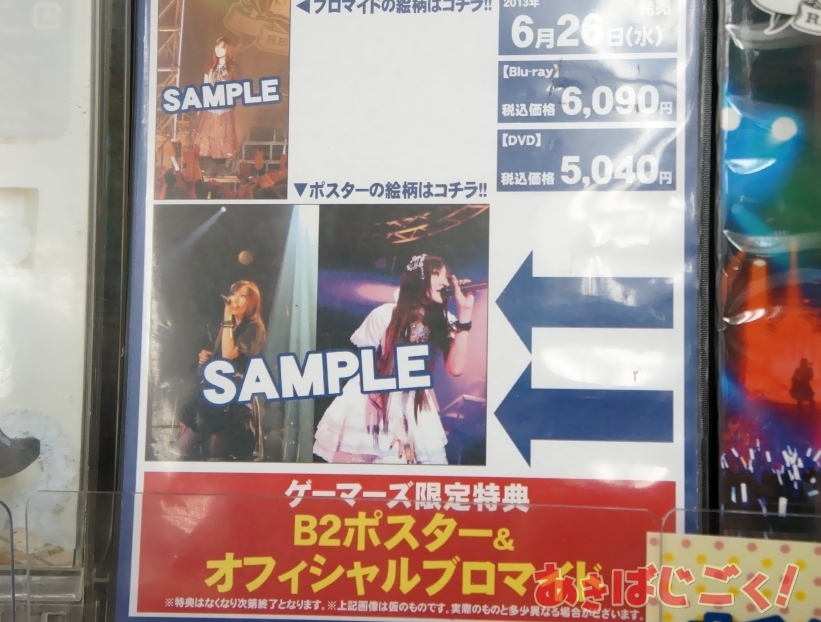 ◀ブロマイドの絵柄はコチラ!!
2013年
発売
6月26日(水)
【Blu-ray】
税込価格 6,090円
【DVD】
税込価格 5,040円
SAMPLE
▼ポスターの絵柄はコチラ!!
SAMPLE
ゲーマーズ限定特典
B2ポスター&
オフィシャルブロマイド
※特典はなくなり次第終了となります。※上記画像は仮のものです。実際のものと多少異なる場合がございます。
あきばじごく!